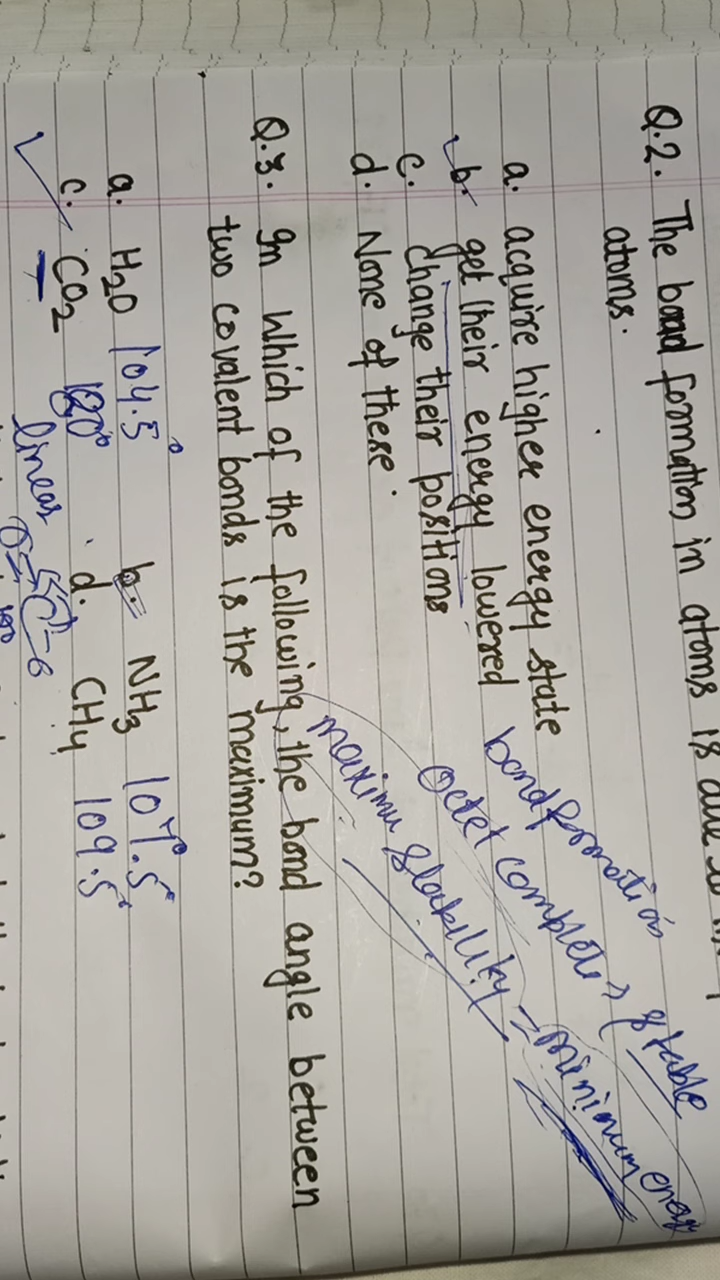 Q.2. The bond formation in atoms is due to
atoms.
a. acquire higher energy state
b. get their energy lowered
c. Change their positions
d. None of these.
bond formation
Octet complete → stable
maximum stability = minimum energy
Q.3. In Which of the following, the bond angle between
two covalent bonds is the maximum?
a. H2O 104.5° b. NH3 107.5°
c. CO2 180° d. CH4 109.5°
linear